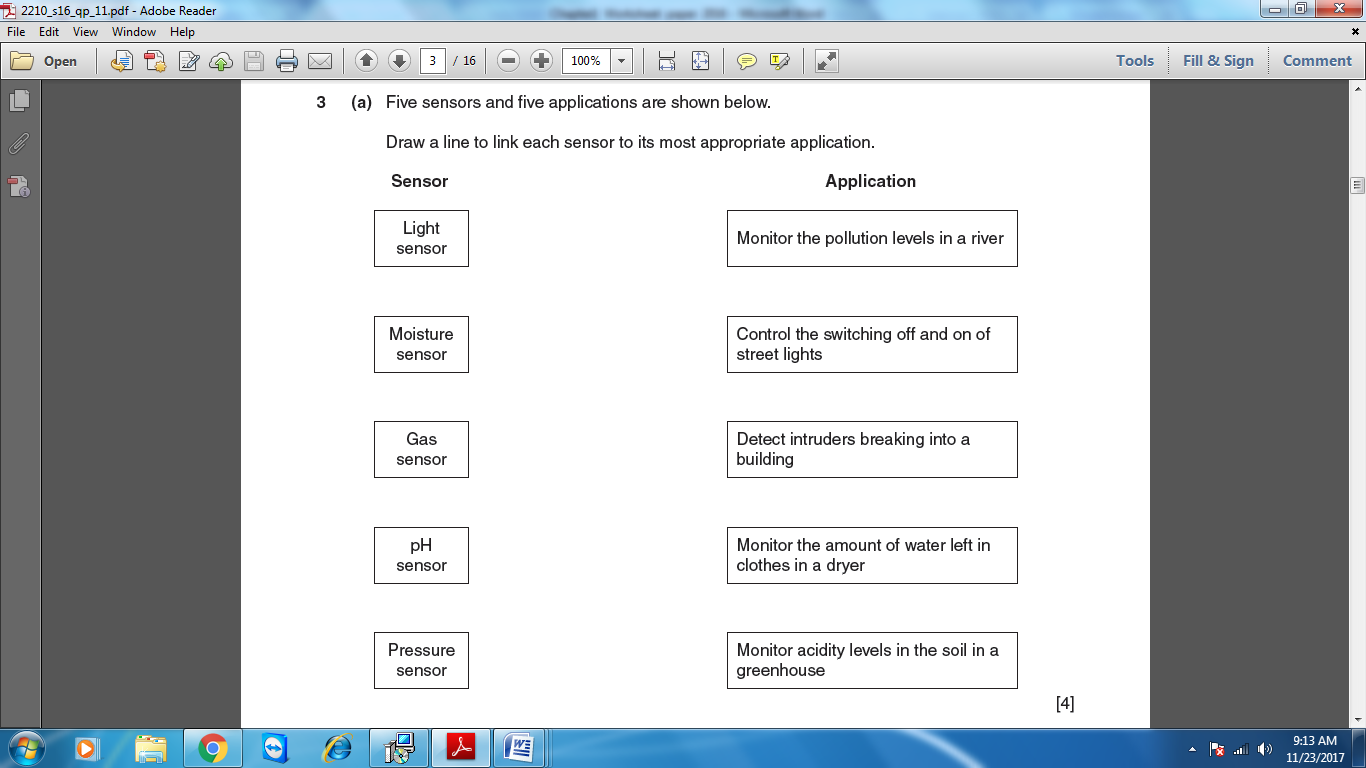 2210_s16_qp_11.pdf - Adobe Reader
File Edit View Window Help
Open 3 / 16 100% Tools Fill & Sign Comment
3 (a) Five sensors and five applications are shown below.
Draw a line to link each sensor to its most appropriate application.
Sensor Application
Light
sensor
Monitor the pollution levels in a river
Moisture
sensor
Control the switching off and on of
street lights
Gas
sensor
Detect intruders breaking into a
building
pH
sensor
Monitor the amount of water left in
clothes in a dryer
Pressure
sensor
Monitor acidity levels in the soil in a
greenhouse
[4]
9:13 AM
11/23/2017